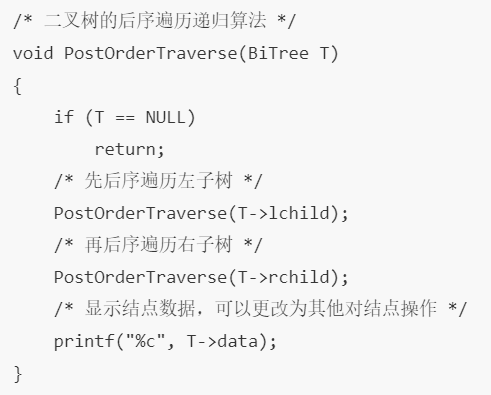 /* 二叉树的后序遍历递归算法 */
void PostOrderTraverse(BiTree T)
{
    if (T == NULL)
        return;
    /* 先后序遍历左子树 */
    PostOrderTraverse(T->lchild);
    /* 再后序遍历右子树 */
    PostOrderTraverse(T->rchild);
    /* 显示结点数据，可以更改为其他对结点操作 */
    printf("%c", T->data);
}